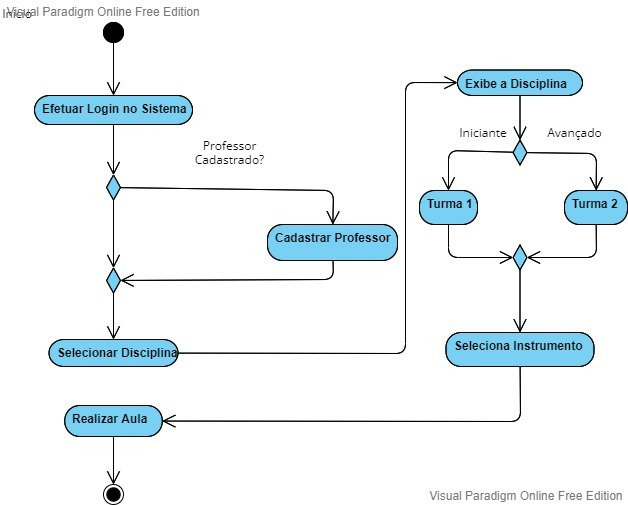 Visual Paradigm Online Free Edition
Início
Efetuar Login no Sistema
Professor
Cadastrado?
Cadastrar Professor
Selecionar Disciplina
Realizar Aula
Exibe a Disciplina
Iniciante
Avançado
Turma 1
Turma 2
Seleciona Instrumento
Visual Paradigm Online Free Edition